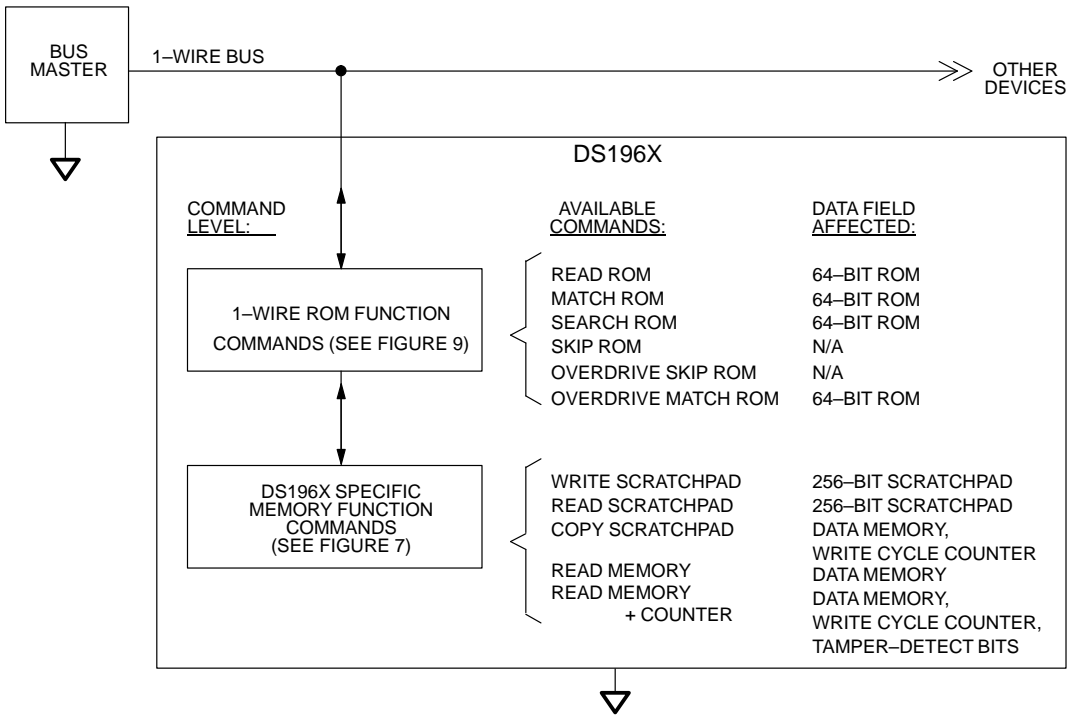 BUS
MASTER
1–WIRE BUS
OTHER
DEVICES
DS196X
COMMAND
LEVEL:
AVAILABLE
COMMANDS:
DATA FIELD
AFFECTED:
1–WIRE ROM FUNCTION
COMMANDS (SEE FIGURE 9)
READ ROM 64–BIT ROM
MATCH ROM 64–BIT ROM
SEARCH ROM 64–BIT ROM
SKIP ROM N/A
OVERDRIVE SKIP ROM N/A
OVERDRIVE MATCH ROM 64–BIT ROM
DS196X SPECIFIC
MEMORY FUNCTION
COMMANDS
(SEE FIGURE 7)
WRITE SCRATCHPAD 256–BIT SCRATCHPAD
READ SCRATCHPAD 256–BIT SCRATCHPAD
COPY SCRATCHPAD DATA MEMORY,
WRITE CYCLE COUNTER
READ MEMORY DATA MEMORY
READ MEMORY DATA MEMORY,
+ COUNTER WRITE CYCLE COUNTER,
TAMPER–DETECT BITS